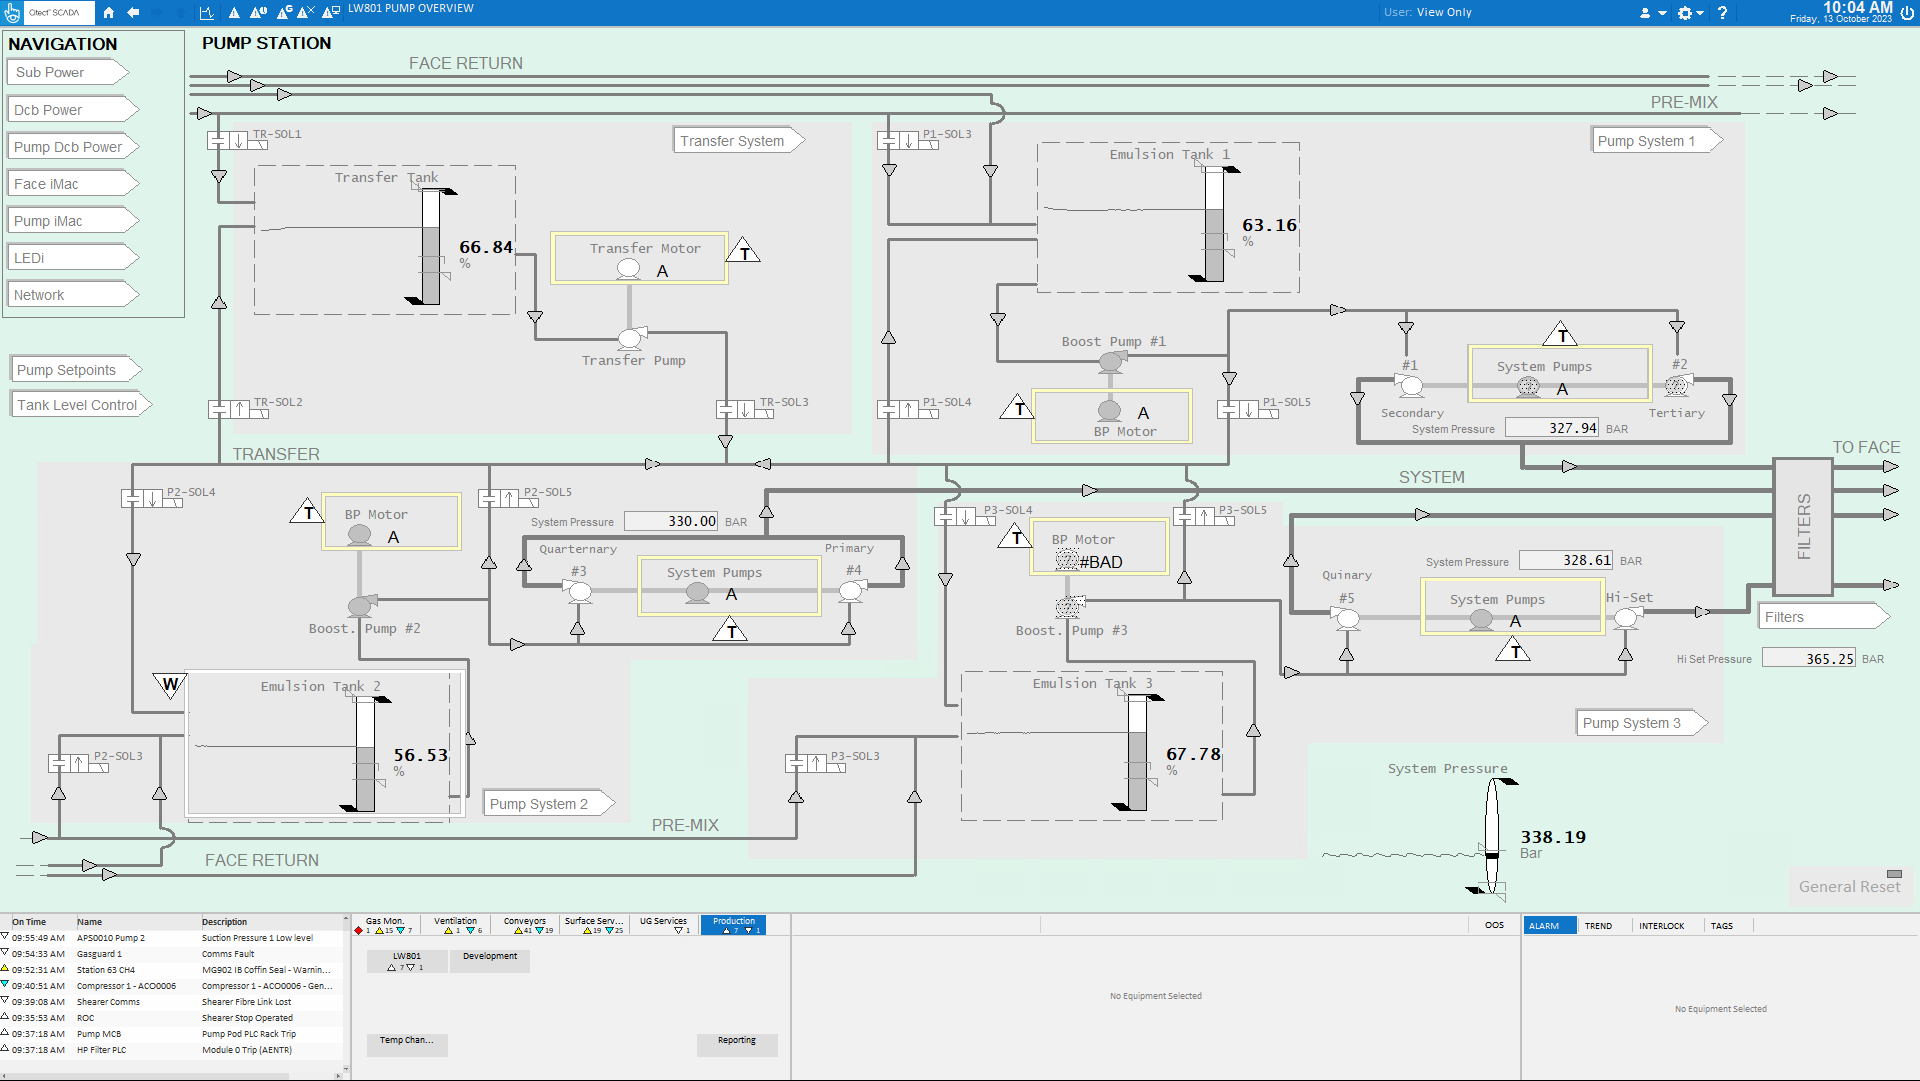 Citect SCADA
LW801 PUMP OVERVIEW
User: View Only
?
10:04 AM
Friday, 13 October 2023
NAVIGATION
Sub Power
Dcb Power
Pump Dcb Power
Face iMac
Pump iMac
LEDi
Network
Pump Setpoints
Tank Level Control
PUMP STATION
FACE RETURN
PRE-MIX
TR-SOL1
Transfer System
P1-SOL3
Pump System 1
Transfer Tank
66.84
%
Transfer Motor
A
T
Transfer Pump
TR-SOL2
TR-SOL3
Emulsion Tank 1
63.16
%
Boost Pump #1
T
A
BP Motor
P1-SOL4
P1-SOL5
T
#1
System Pumps
A
#2
Secondary
Tertiary
System Pressure
327.94
BAR
TRANSFER
TO FACE
SYSTEM
FILTERS
P2-SOL4
T
BP Motor
A
P2-SOL5
System Pressure
330.00
BAR
Quarternary
Primary
#3
System Pumps
A
#4
T
Boost. Pump #2
P3-SOL4
P3-SOL5
T
BP Motor
#BAD
Boost. Pump #3
System Pressure
328.61
BAR
Quinary
#5
System Pumps
A
Hi-Set
T
Filters
Hi Set Pressure
365.25
BAR
W
Emulsion Tank 2
56.53
%
P2-SOL3
Pump System 2
Emulsion Tank 3
67.78
%
P3-SOL3
Pump System 3
PRE-MIX
FACE RETURN
System Pressure
338.19
Bar
General Reset
On Time Name Description
09:55:49 AM APS0010 Pump 2 Suction Pressure 1 Low level
09:54:33 AM Gasguard 1 Comms Fault
09:52:31 AM Station 63 CH4 MG902 IB Coffin Seal - Warnin...
09:40:51 AM Compressor 1 - ACO0006 Compressor 1 - ACO0006 - Gen...
09:39:08 AM Shearer Comms Shearer Fibre Link Lost
09:35:53 AM ROC Shearer Stop Operated
09:37:18 AM Pump MCB Pump Pod PLC Rack Trip
09:37:18 AM HP Filter PLC Module 0 Trip (AENTR)
Gas Mon. Ventilation Conveyors Surface Serv... UG Services Production
1 15 7 1 6 41 19 19 25 1 7 1
LW801
7 1
Development
Temp Chan...
Reporting
OOS
No Equipment Selected
ALARM TREND INTERLOCK TAGS
No Equipment Selected